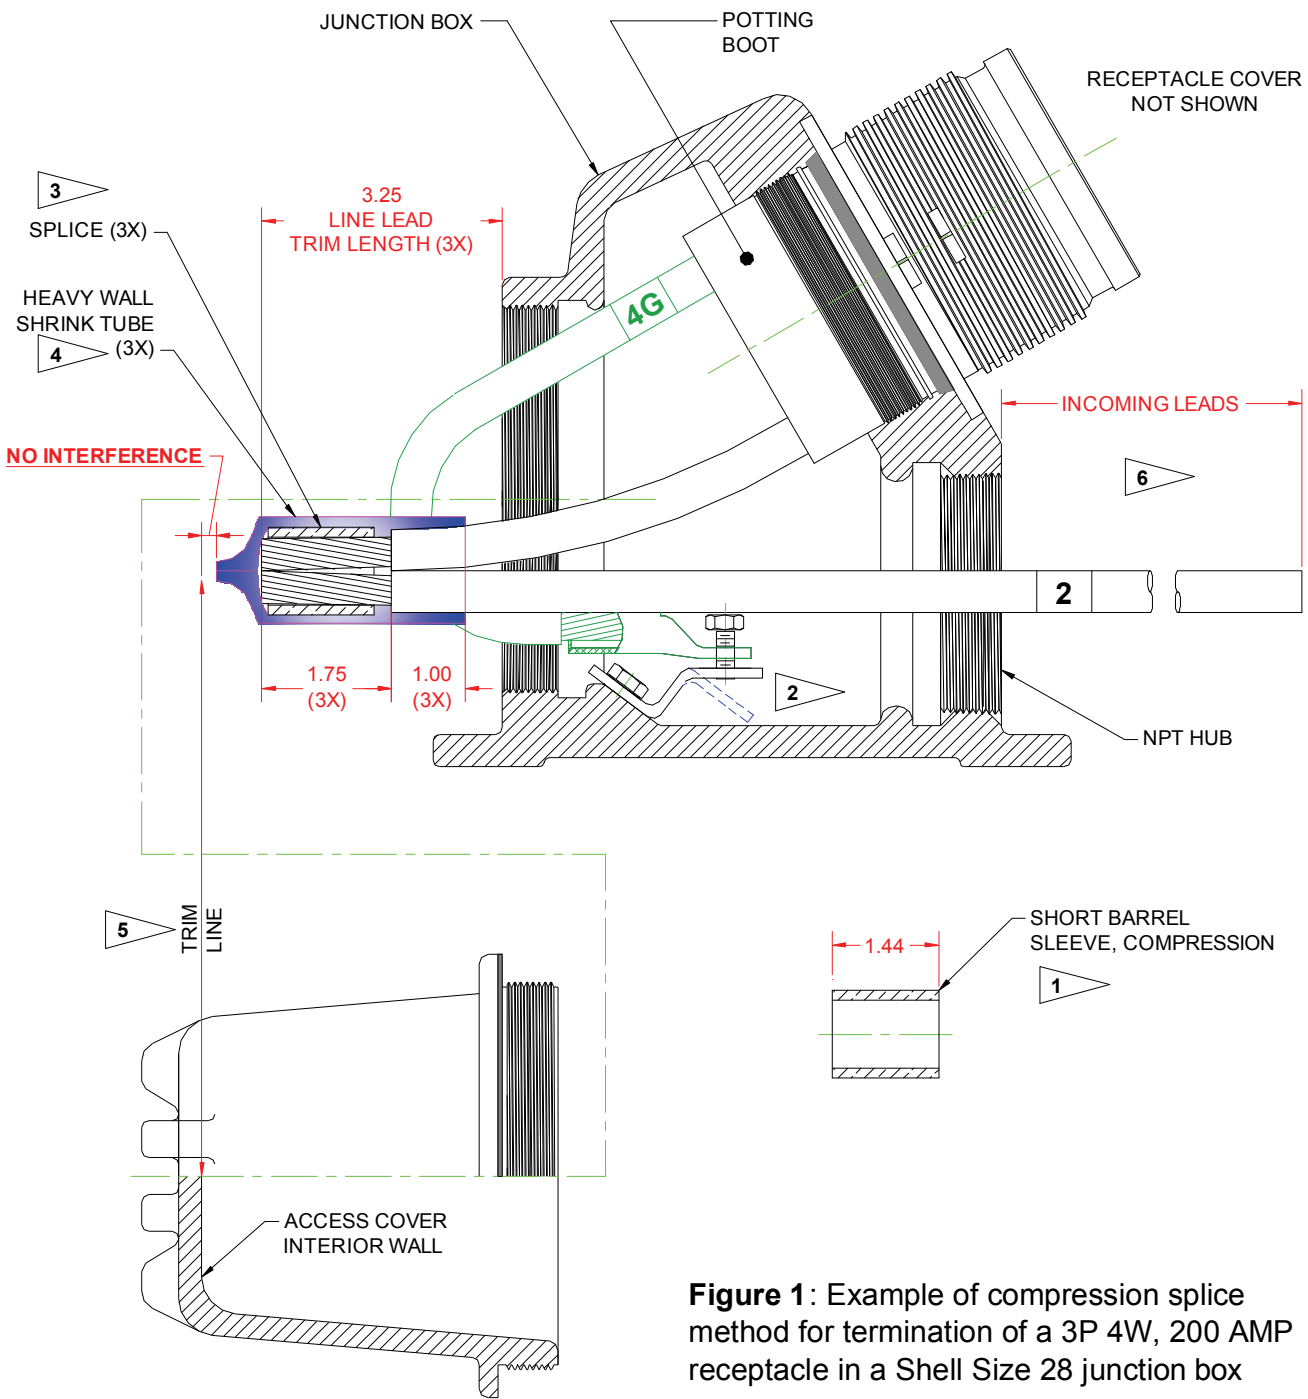 JUNCTION BOX
POTTING
BOOT
RECEPTACLE COVER
NOT SHOWN
3
SPLICE (3X)
3.25
LINE LEAD
TRIM LENGTH (3X)
HEAVY WALL
SHRINK TUBE
(3X)
4
4G
INCOMING LEADS
NO INTERFERENCE
6
2
1.75
(3X)
1.00
(3X)
2
NPT HUB
5
TRIM
LINE
SHORT BARREL
SLEEVE, COMPRESSION
1.44
1
ACCESS COVER
INTERIOR WALL
Figure 1: Example of compression splice
method for termination of a 3P 4W, 200 AMP
receptacle in a Shell Size 28 junction box